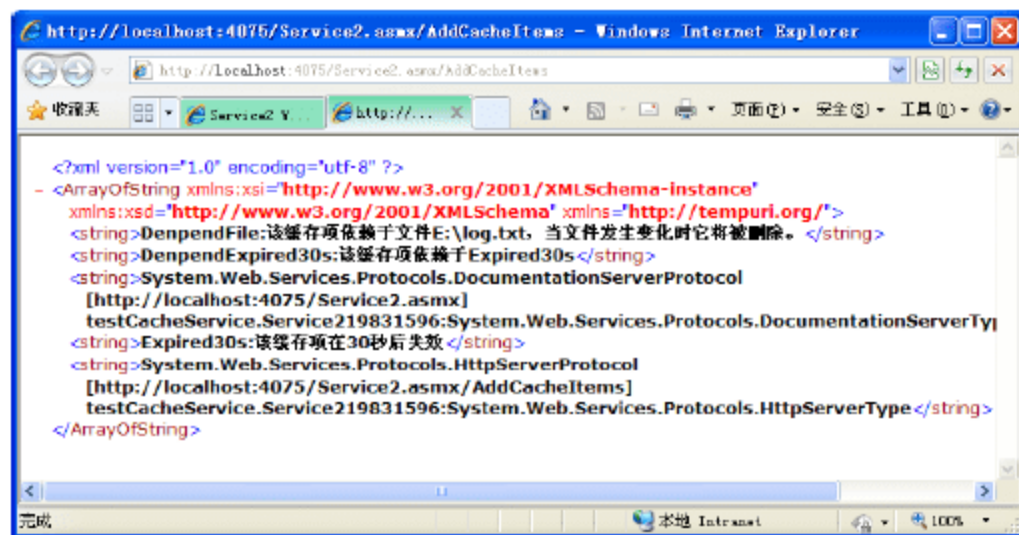 http://localhost:4075/Service2.asmx/AddCacheItems - Windows Internet Explorer
http://localhost:4075/Service2.asmx/AddCacheItems
收藏夹 Service2 W... http://... 页面(P) 安全(S) 工具(O)
<?xml version="1.0" encoding="utf-8" ?>
- <ArrayOfString xmlns:xsi="http://www.w3.org/2001/XMLSchema-instance"
xmlns:xsd="http://www.w3.org/2001/XMLSchema" xmlns="http://tempuri.org/">
<string>DenpendFile:该缓存项依赖于文件E:\log.txt，当文件发生变化时它将被删除。</string>
<string>DenpendExpired30s:该缓存项依赖于Expired30s</string>
<string>System.Web.Services.Protocols.DocumentationServerProtocol
[http://localhost:4075/Service2.asmx]
testCacheService.Service219831596:System.Web.Services.Protocols.DocumentationServerTyp
<string>Expired30s:该缓存项在30秒后失效</string>
<string>System.Web.Services.Protocols.HttpServerProtocol
[http://localhost:4075/Service2.asmx/AddCacheItems]
testCacheService.Service219831596:System.Web.Services.Protocols.HttpServerType</string>
</ArrayOfString>
完成 本地 Intranet 100%